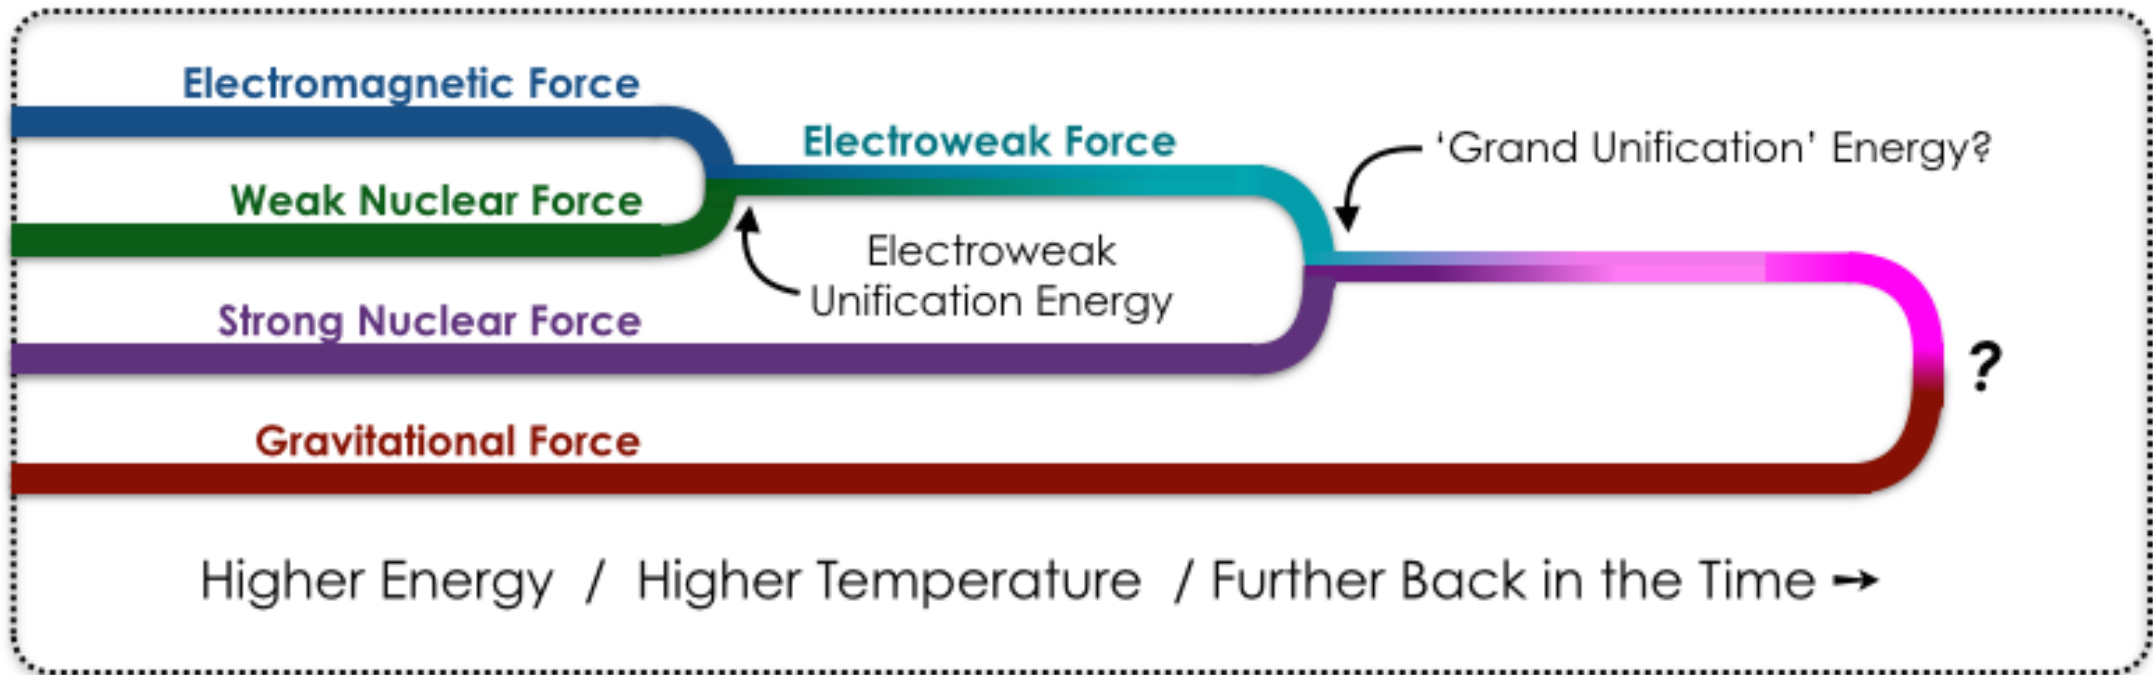 Electromagnetic Force
Electroweak Force
'Grand Unification' Energy?
Weak Nuclear Force
Electroweak
Unification Energy
Strong Nuclear Force
?
Gravitational Force
Higher Energy / Higher Temperature / Further Back in the Time →